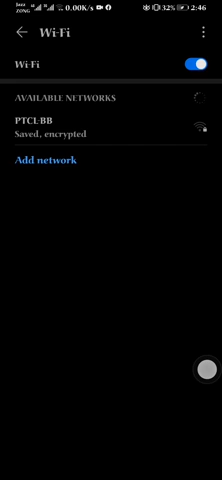 Jazz
ZONG 0.00K/s 32% 2:46
Wi-Fi
Wi-Fi
AVAILABLE NETWORKS
PTCL-BB
Saved, encrypted
Add network